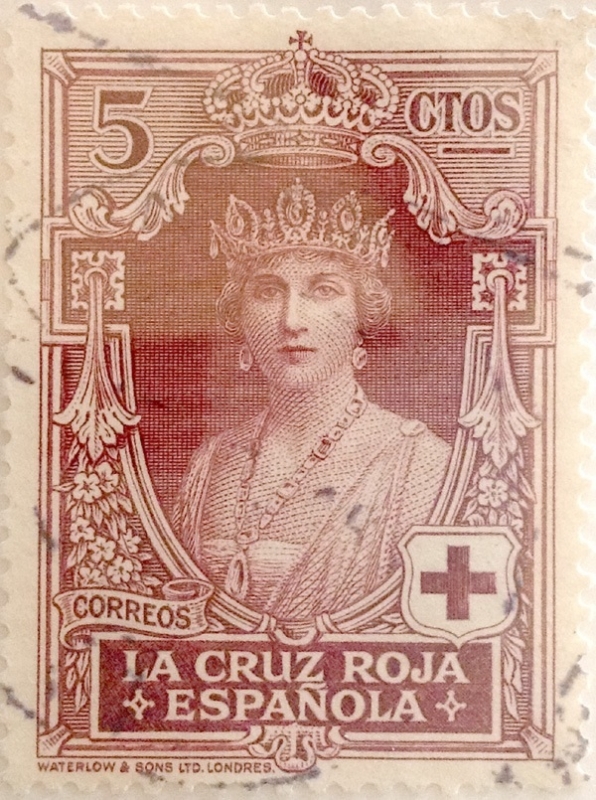 5 CTOS
CORREOS
LA CRUZ ROJA
ESPAÑOLA
WATERLOW & SONS LTD. LONDRES.